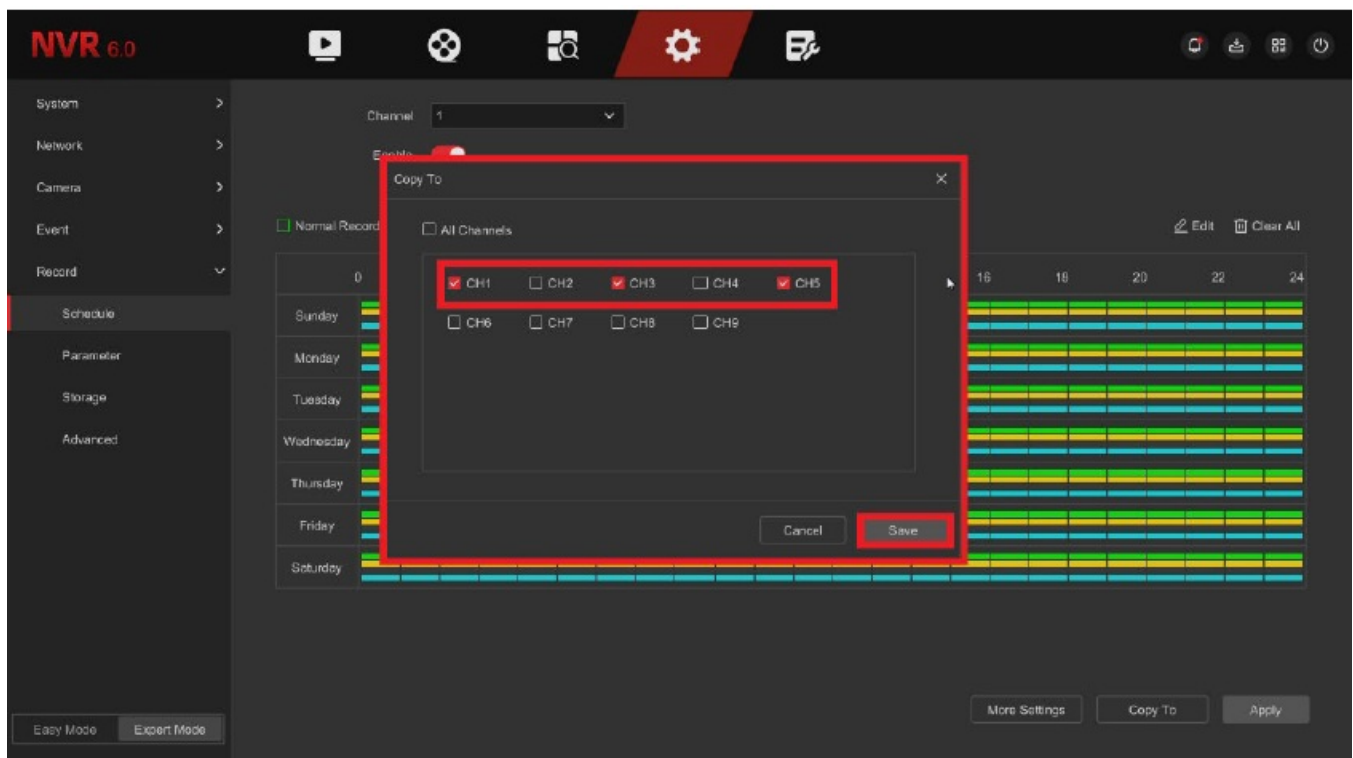 NVR 6.0
System
Network
Camera
Event
Record
Schedule
Parameter
Storage
Advanced
Easy Mode Expert Mode
Channel 1
Enable
Normal Record
Edit Clear All
0 16 18 20 22 24
Sunday
Monday
Tuesday
Wednesday
Thursday
Friday
Saturday
Copy To
All Channels
CH1 CH2 CH3 CH4 CH5
CH6 CH7 CH8 CH9
Cancel Save
More Settings Copy To Apply